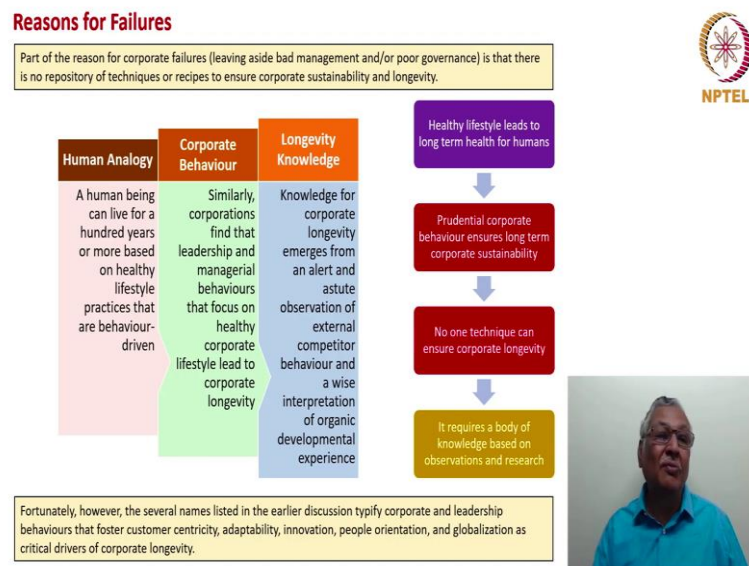 Reasons for Failures
NPTEL
Part of the reason for corporate failures (leaving aside bad management and/or poor governance) is that there
is no repository of techniques or recipes to ensure corporate sustainability and longevity.
Human Analogy
A human being
can live for a
hundred years
or more based
on healthy
lifestyle
practices that
are behaviour-
driven
Corporate
Behaviour
Similarly,
corporations
find that
leadership and
managerial
behaviours
that focus on
healthy
corporate
lifestyle lead to
corporate
longevity
Longevity
Knowledge
Knowledge for
corporate
longevity
emerges from
an alert and
astute
observation of
external
competitor
behaviour and
a wise
interpretation
of organic
developmental
experience
Healthy lifestyle leads to
long term health for humans
Prudential corporate
behaviour ensures long term
corporate sustainability
No one technique can
ensure corporate longevity
It requires a body of
knowledge based on
observations and research
Fortunately, however, the several names listed in the earlier discussion typify corporate and leadership
behaviours that foster customer centricity, adaptability, innovation, people orientation, and globalization as
critical drivers of corporate longevity.